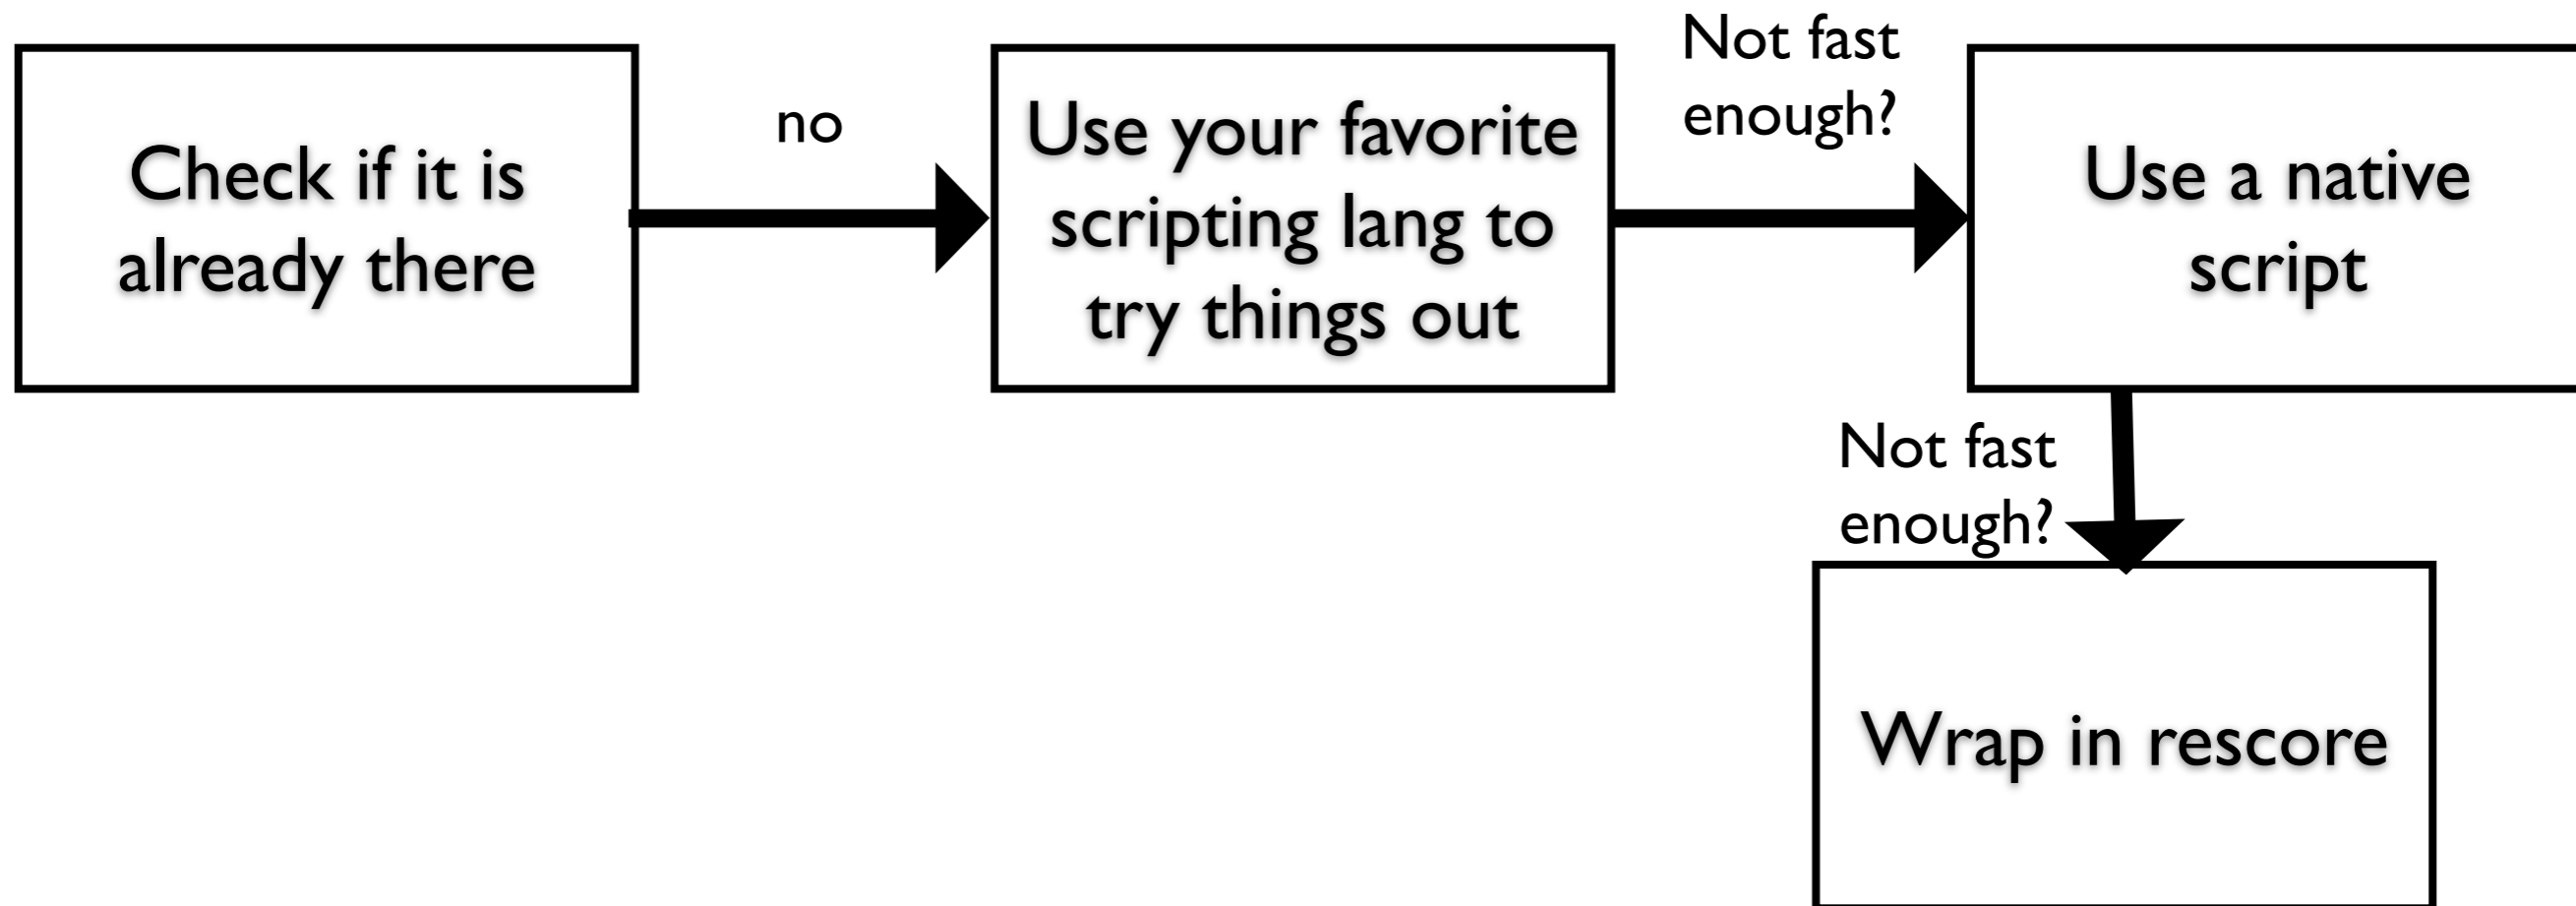 Check if it is
already there
no
Use your favorite
scripting lang to
try things out
Not fast
enough?
Use a native
script
Not fast
enough?
Wrap in rescore